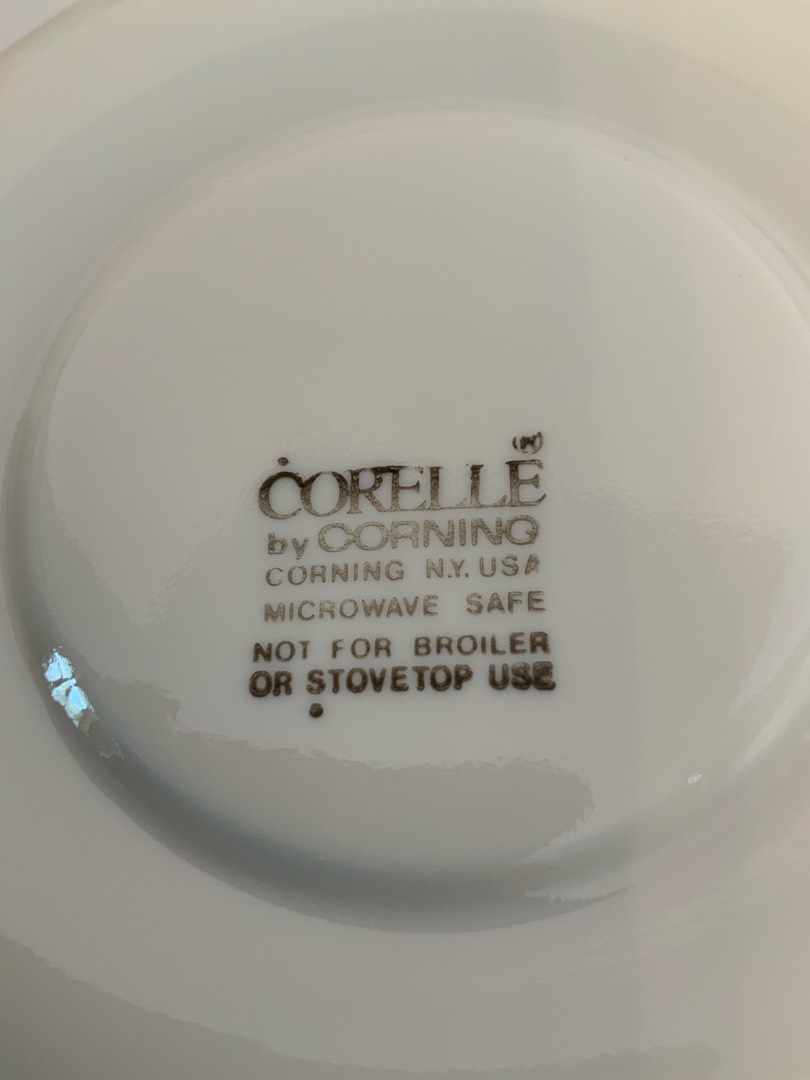 CORELLE®
by CORNING
CORNING N.Y. USA
MICROWAVE SAFE
NOT FOR BROILER
OR STOVETOP USE